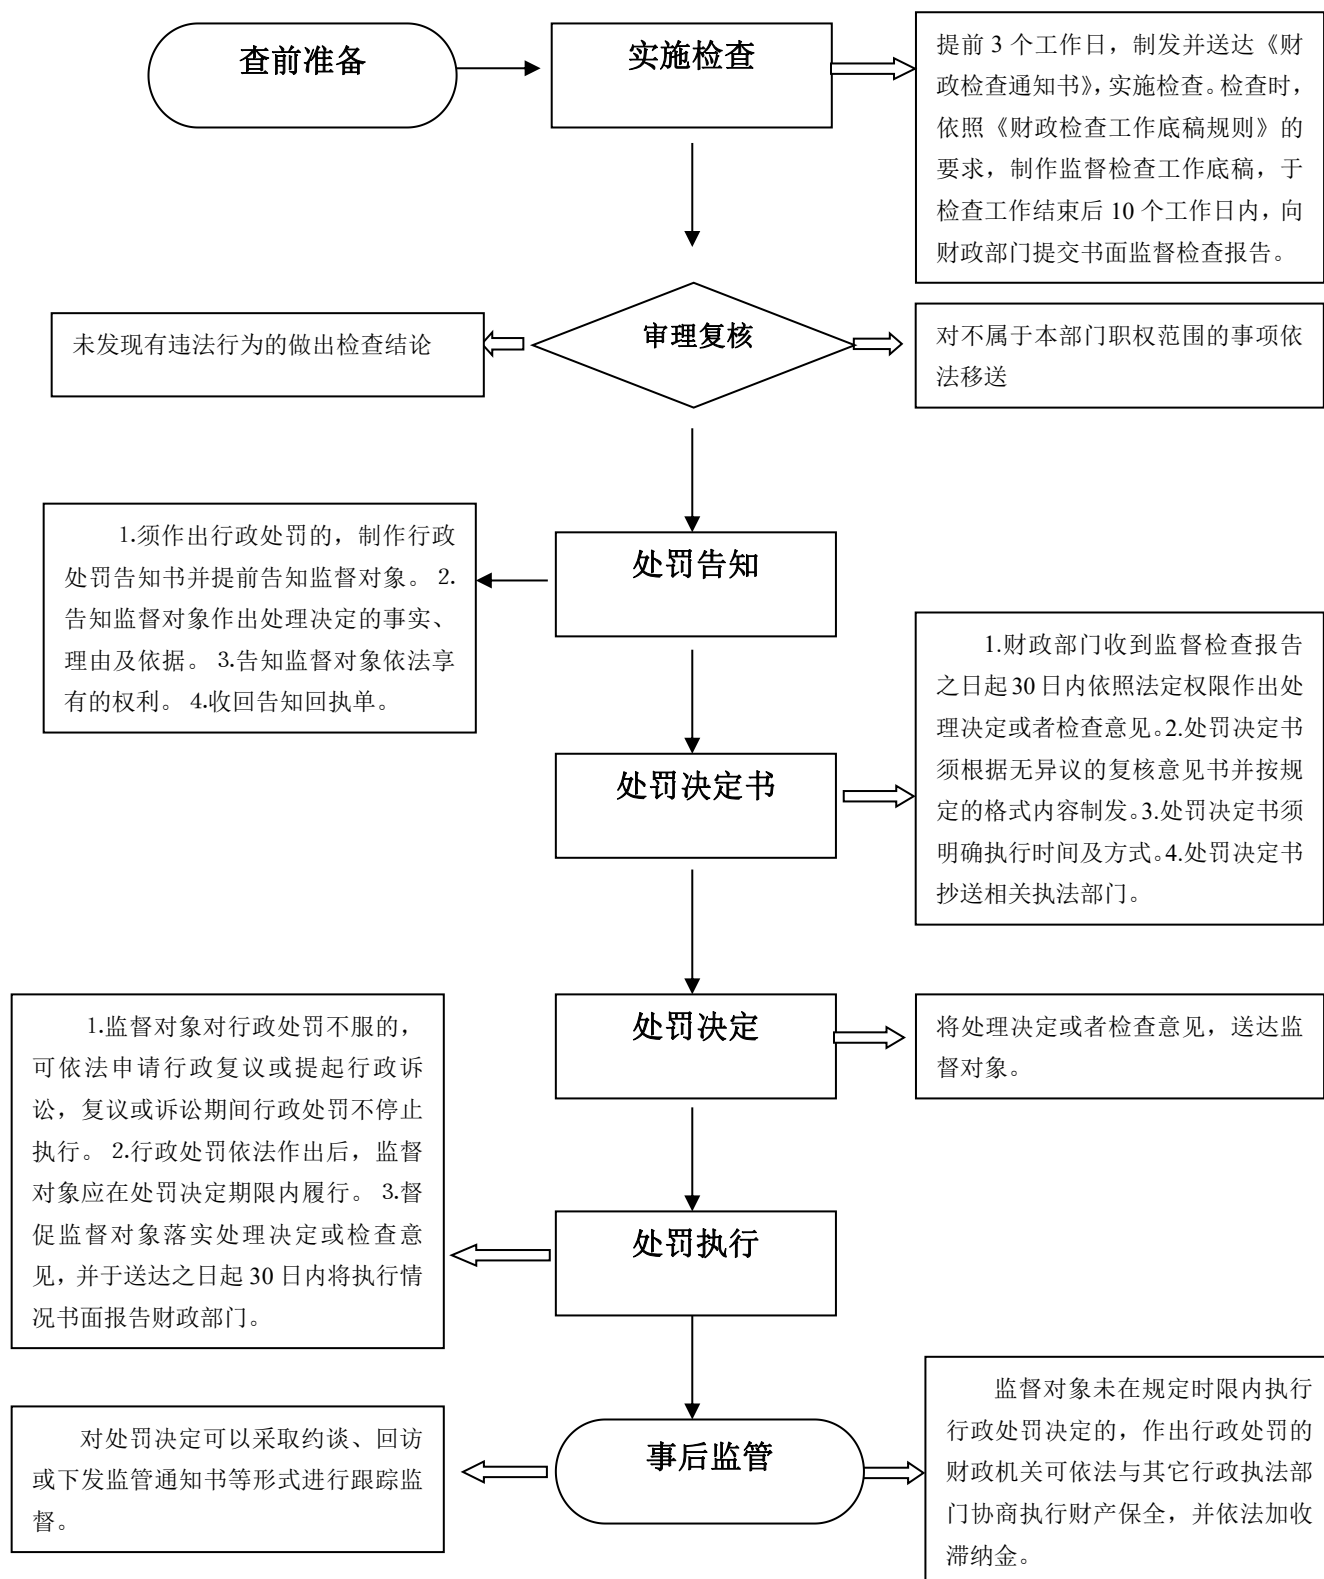 查前准备
实施检查
提前 3 个工作日，制发并送达《财
政检查通知书》，实施检查。检查时，
依照《财政检查工作底稿规则》的
要求，制作监督检查工作底稿，于
检查工作结束后 10 个工作日内，向
财政部门提交书面监督检查报告。
未发现有违法行为的做出检查结论
审理复核
对不属于本部门职权范围的事项依
法移送
1.须作出行政处罚的，制作行政
处罚告知书并提前告知监督对象。 2.
告知监督对象作出处理决定的事实、
理由及依据。 3.告知监督对象依法享
有的权利。 4.收回告知回执单。
处罚告知
1.财政部门收到监督检查报告
之日起 30 日内依照法定权限作出处
理决定或者检查意见。2.处罚决定书
须根据无异议的复核意见书并按规
定的格式内容制发。3.处罚决定书须
明确执行时间及方式。4.处罚决定书
抄送相关执法部门。
处罚决定书
1.监督对象对行政处罚不服的，
可依法申请行政复议或提起行政诉
讼，复议或诉讼期间行政处罚不停止
执行。 2.行政处罚依法作出后，监督
对象应在处罚决定期限内履行。 3.督
促监督对象落实处理决定或检查意
见，并于送达之日起 30 日内将执行情
况书面报告财政部门。
处罚决定
将处理决定或者检查意见，送达监
督对象。
处罚执行
对处罚决定可以采取约谈、回访
或下发监管通知书等形式进行跟踪监
督。
事后监管
监督对象未在规定时限内执行
行政处罚决定的，作出行政处罚的
财政机关可依法与其它行政执法部
门协商执行财产保全，并依法加收
滞纳金。